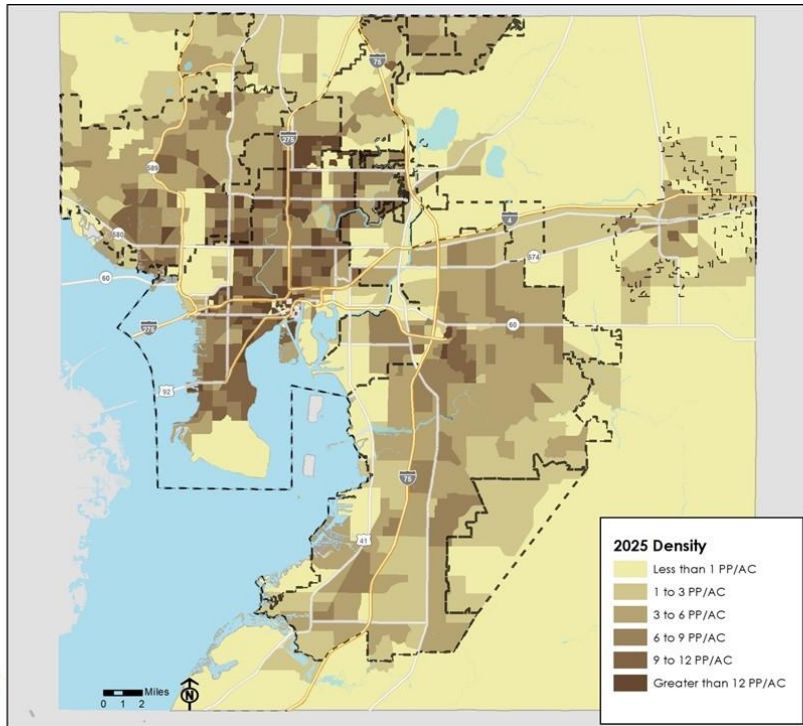 75
275
589
580
4
574
60
60
275
92
75
41
2025 Density
Less than 1 PP/AC
1 to 3 PP/AC
3 to 6 PP/AC
6 to 9 PP/AC
9 to 12 PP/AC
Greater than 12 PP/AC
Miles
0 1 2
N